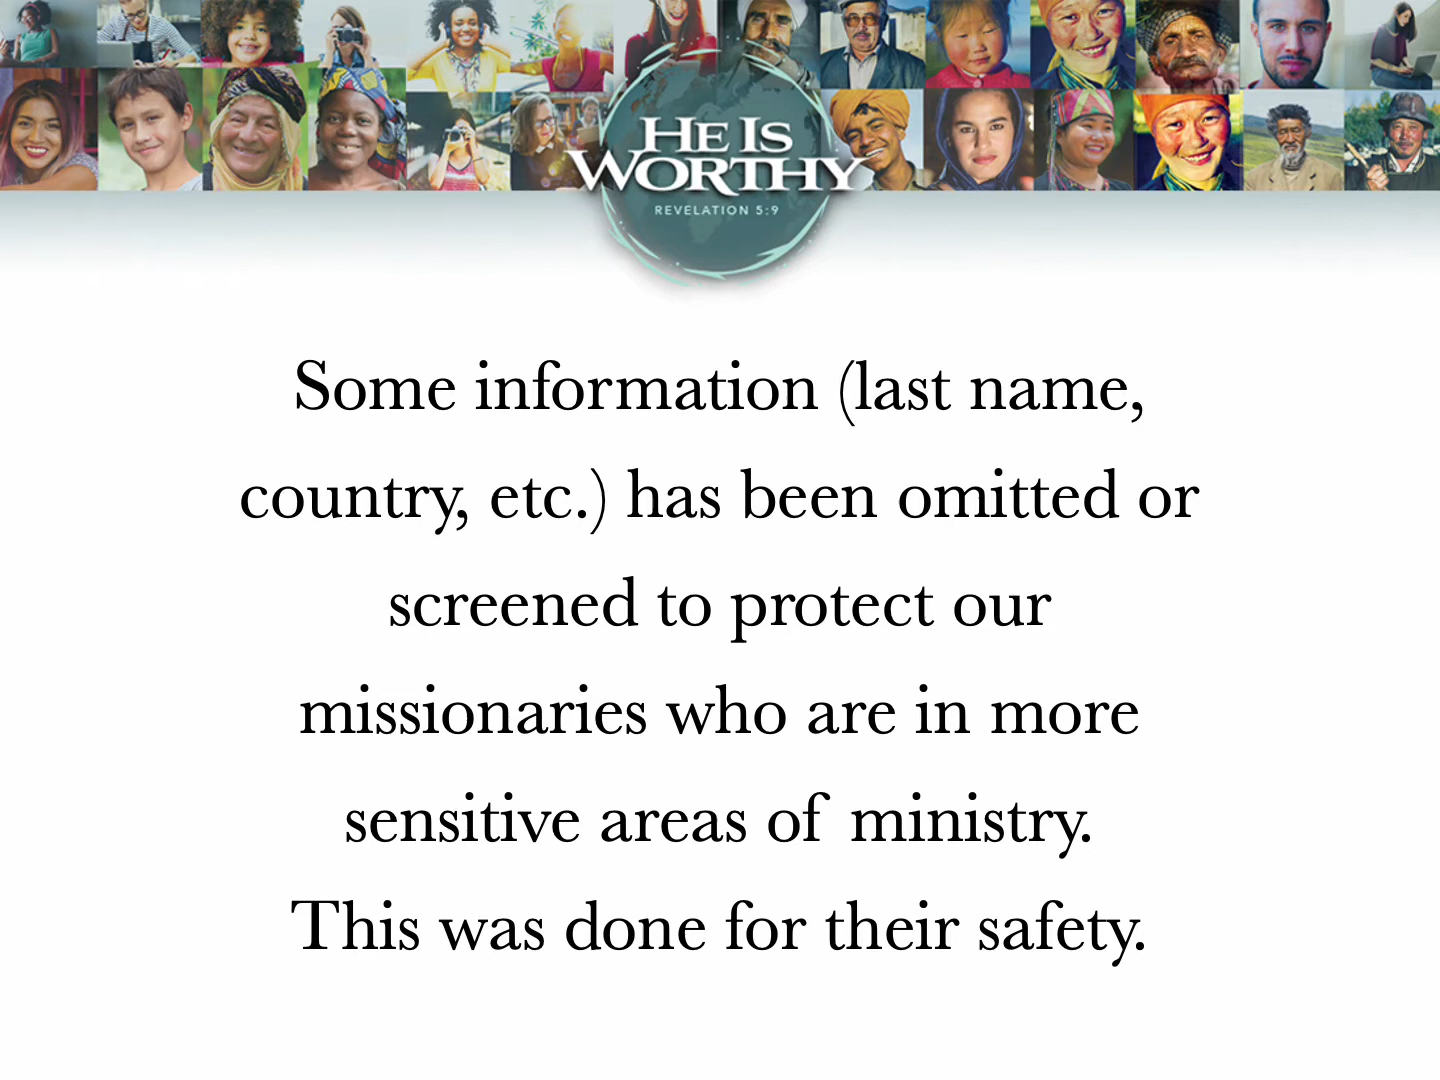 HE IS
WORTHY
REVELATION 5:9
Some information (last name,
country, etc.) has been omitted or
screened to protect our
missionaries who are in more
sensitive areas of ministry.
This was done for their safety.